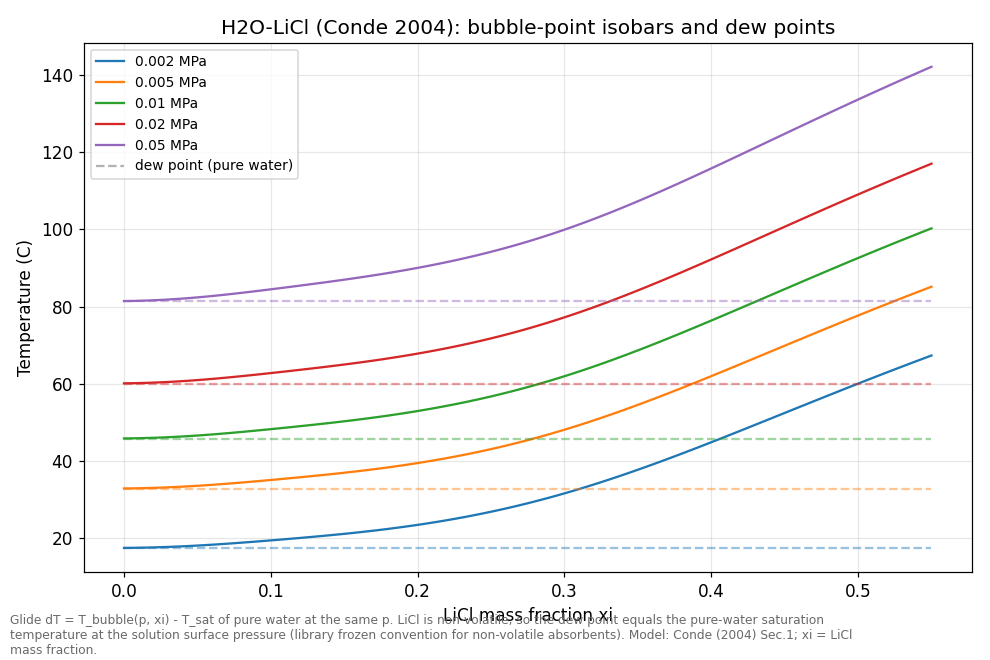 H2O-LiCl (Conde 2004): bubble-point isobars and dew points
0.002 MPa
0.005 MPa
0.01 MPa
0.02 MPa
0.05 MPa
dew point (pure water)
Temperature (C)
140
120
100
80
60
40
20
0.0 0.1 0.2 0.3 0.4 0.5
LiCl mass fraction xi
Glide dT = T_bubble(p, xi) - T_sat of pure water at the same p. LiCl is non-volatile, so the dew point equals the pure-water saturation
temperature at the solution surface pressure (library frozen convention for non-volatile absorbents). Model: Conde (2004) Sec.1; xi = LiCl
mass fraction.